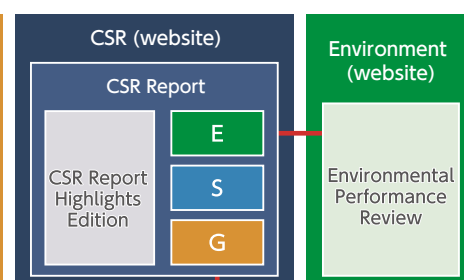 CSR (website)
CSR Report
CSR Report
Highlights
Edition
E
S
G
Environment
(website)
Environmental
Performance
Review